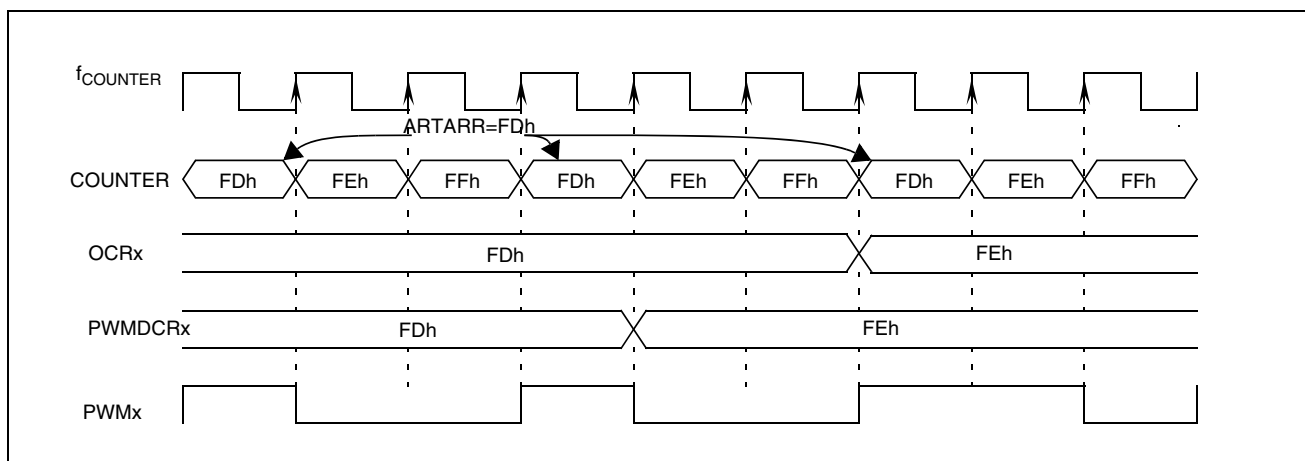 fCOUNTER
ARTARR=FDh
COUNTER FDh FEh FFh FDh FEh FFh FDh FEh FFh
OCRx FDh FEh
PWMDCRx FDh FEh
PWMx